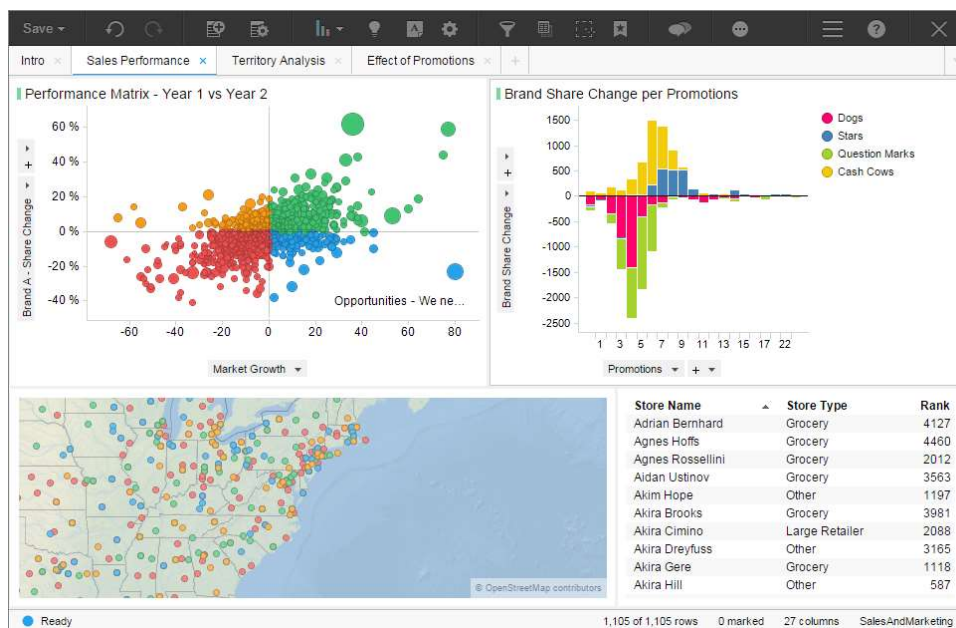 Save
Intro × Sales Performance × Territory Analysis × Effect of Promotions × +
Performance Matrix - Year 1 vs Year 2
60 %
40 %
20 %
0 %
-20 %
-40 %
+
Brand A - Share Change
Opportunities - We ne...
-60 -40 -20 0 20 40 60 80
Market Growth
Brand Share Change per Promotions
1500
1000
500
0
-500
-1000
-1500
-2000
-2500
+
Brand Share Change
1 3 5 7 9 11 13 15 17 22
Promotions +
Dogs
Stars
Question Marks
Cash Cows
© OpenStreetMap contributors
Store Name Store Type Rank
Adrian Bernhard Grocery 4127
Agnes Hoffs Grocery 4460
Agnes Rossellini Grocery 2012
Aidan Ustinov Grocery 3563
Akim Hope Other 1197
Akira Brooks Grocery 3981
Akira Cimino Large Retailer 2088
Akira Dreyfuss Other 3165
Akira Gere Grocery 1118
Akira Hill Other 587
Ready 1,105 of 1,105 rows 0 marked 27 columns SalesAndMarketing